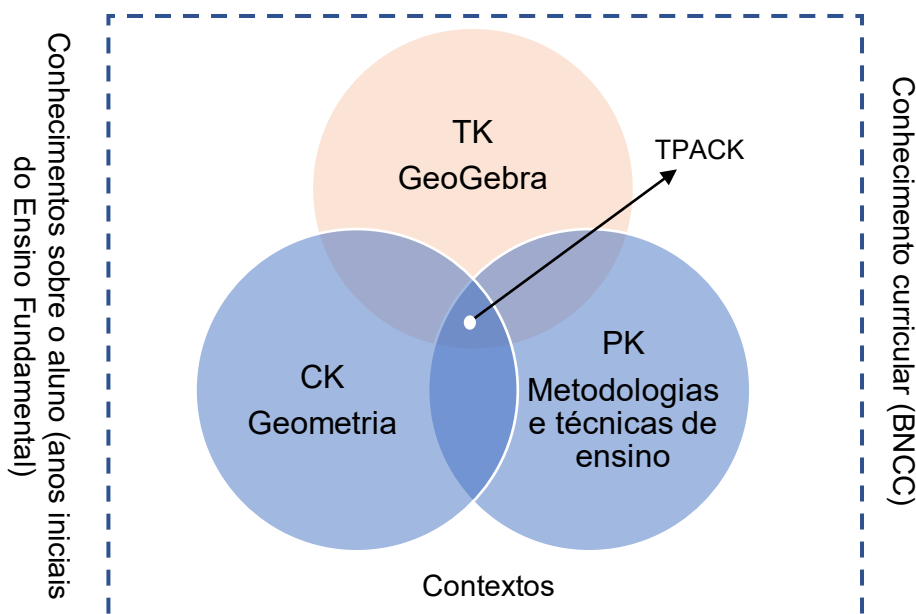 Conhecimentos sobre o aluno (anos iniciais
do Ensino Fundamental)
TK
GeoGebra
TPACK
CK
Geometria
PK
Metodologias
e técnicas de
ensino
Contextos
Conhecimento curricular (BNCC)